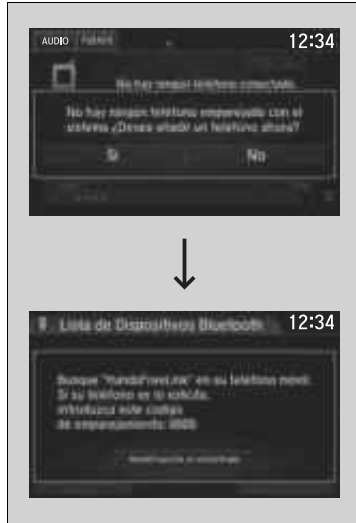 AUDIO FUENTE
12:34
No hay ningún teléfono conectado.
No hay ningún teléfono emparejado con el
sistema ¿Desea añadir un teléfono ahora?
Sí No
Lista de Dispositivos Bluetooth 12:34
Busque "HandsFreeLink" en su teléfono móvil.
Si su teléfono se lo solicita,
introduzca este código
de emparejamiento: